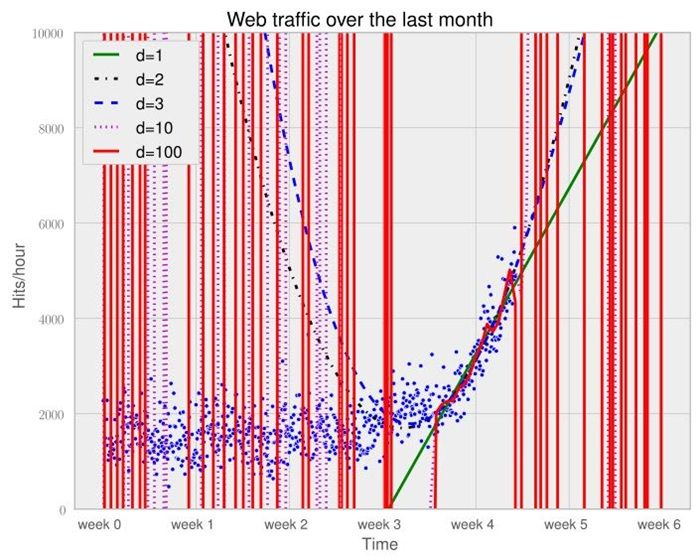 Web traffic over the last month
10000
8000
6000
4000
2000
0
Hits/hour
d=1
d=2
d=3
d=10
d=100
week 0 week 1 week 2 week 3 week 4 week 5 week 6
Time